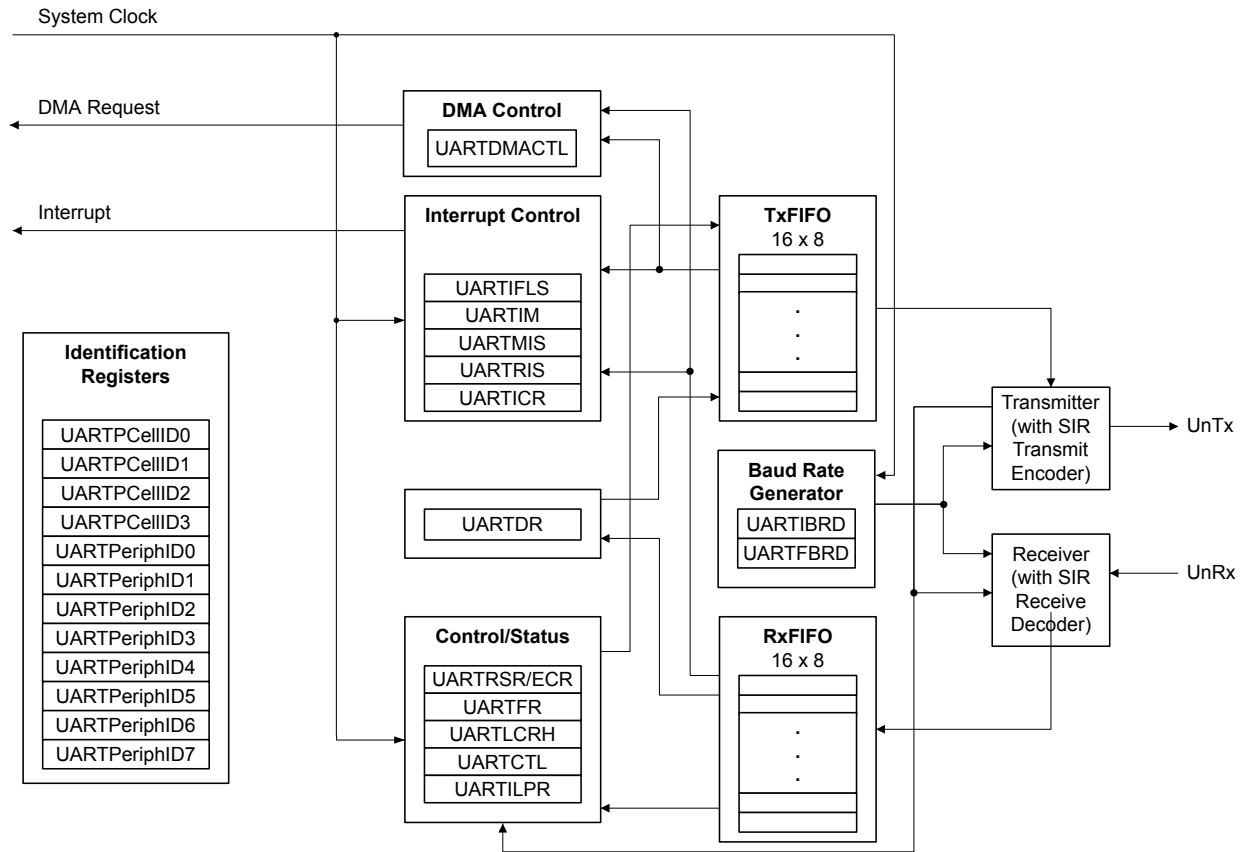 System Clock
DMA Request
DMA Control
UARTDMACTL
Interrupt
Interrupt Control
UARTIFLS
UARTIM
UARTMIS
UARTRIS
UARTICR
TxFIFO
16 x 8
.
.
.
Identification
Registers
UARTPCellID0
UARTPCellID1
UARTPCellID2
UARTPCellID3
UARTPeriphID0
UARTPeriphID1
UARTPeriphID2
UARTPeriphID3
UARTPeriphID4
UARTPeriphID5
UARTPeriphID6
UARTPeriphID7
UARTDR
Baud Rate
Generator
UARTIBRD
UARTFBRD
Transmitter
(with SIR
Transmit
Encoder)
UnTx
Receiver
(with SIR
Receive
Decoder)
UnRx
Control/Status
UARTRSR/ECR
UARTFR
UARTLCRH
UARTCTL
UARTILPR
RxFIFO
16 x 8
.
.
.